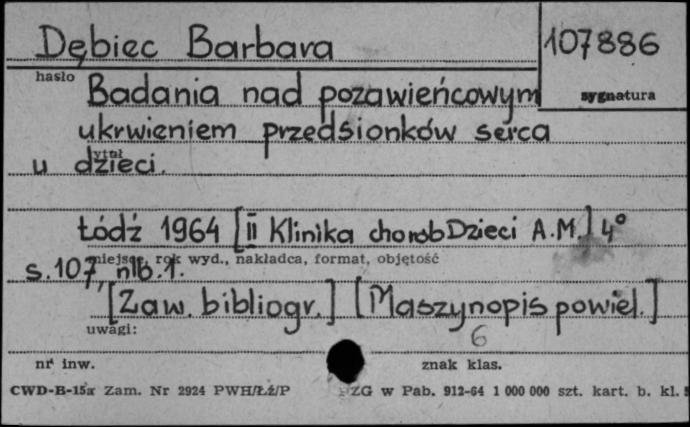 Dębiec Barbara
107886
hasło
sygnatura
Badania nad pozawieńcowym
ukrwieniem przedsionków serca
tytuł
u dzieci.
Łódź 1964 [II Klinika chorób Dzieci A.M.] 4°
miejsce, rok wyd., nakładca, format, objętość
s. 107, nlb. 1.
[Zaw. bibliogr.] [Maszynopis powiel.]
uwagi:
6
nr inw.
znak klas.
CWD-B-15a Zam. Nr 2924 PWH/Łź/P
ZG w Pab. 912-64 1 000 000 szt. kart. b. kl.